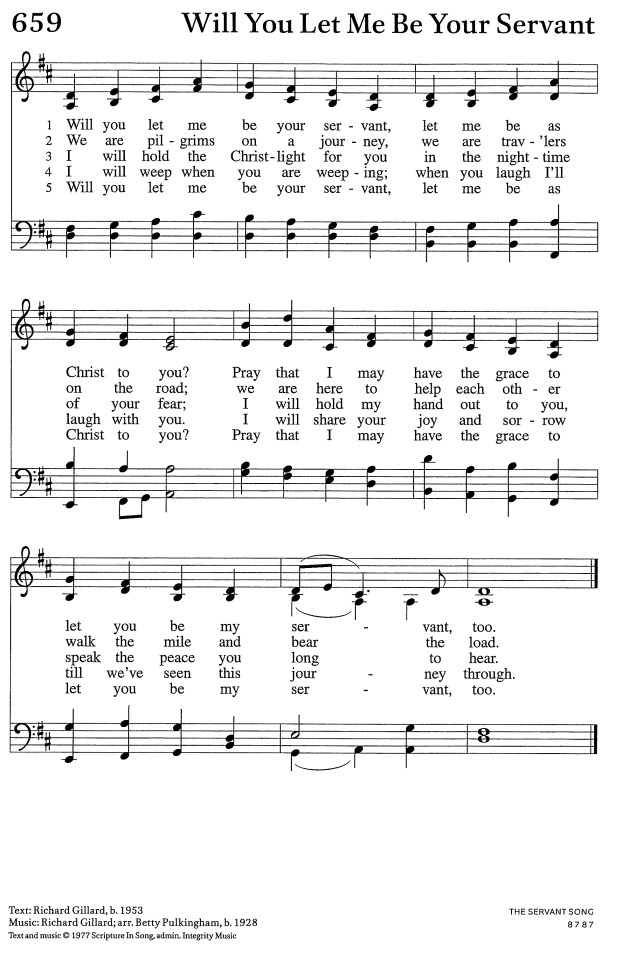 659 Will You Let Me Be Your Servant
1 Will you let me be your ser - vant, let me be as
2 We are pil - grims on a jour - ney, we are trav - 'lers
3 I will hold the Christ - light for you in the night - time
4 I will weep when you are weep - ing; when you laugh I'll
5 Will you let me be your ser - vant, let me be as
Christ to you? Pray that I may have the grace to
on the road; we are here to help each oth - er
of your fear; I will hold my hand out to you,
laugh with you. I will share your joy and sor - row
Christ to you? Pray that I may have the grace to
let you be my ser - vant, too.
walk the mile and bear the load.
speak the peace you long to hear.
till we've seen this jour - ney through.
let you be my ser - vant, too.
Text: Richard Gillard, b. 1953
Music: Richard Gillard; arr. Betty Pulkingham, b. 1928
Text and music © 1977 Scripture In Song, admin. Integrity Music
THE SERVANT SONG
8 7 8 7